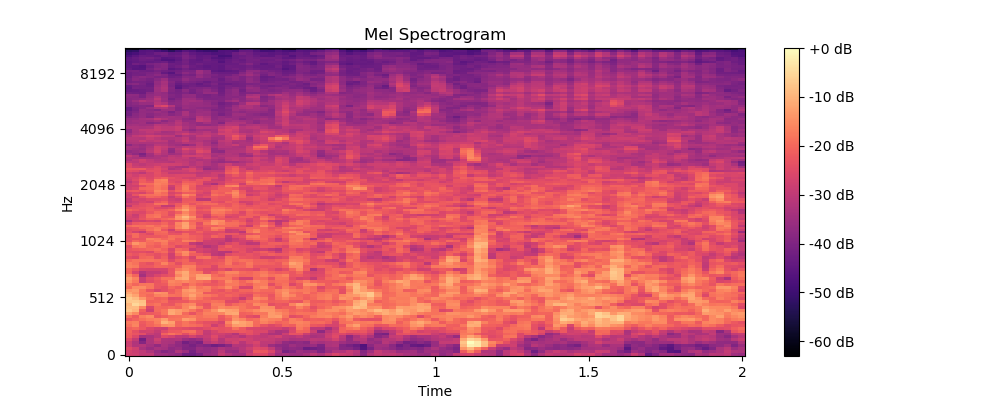 Mel Spectrogram
Hz
8192
4096
2048
1024
512
0
0 0.5 1 1.5 2
Time
+0 dB
-10 dB
-20 dB
-30 dB
-40 dB
-50 dB
-60 dB